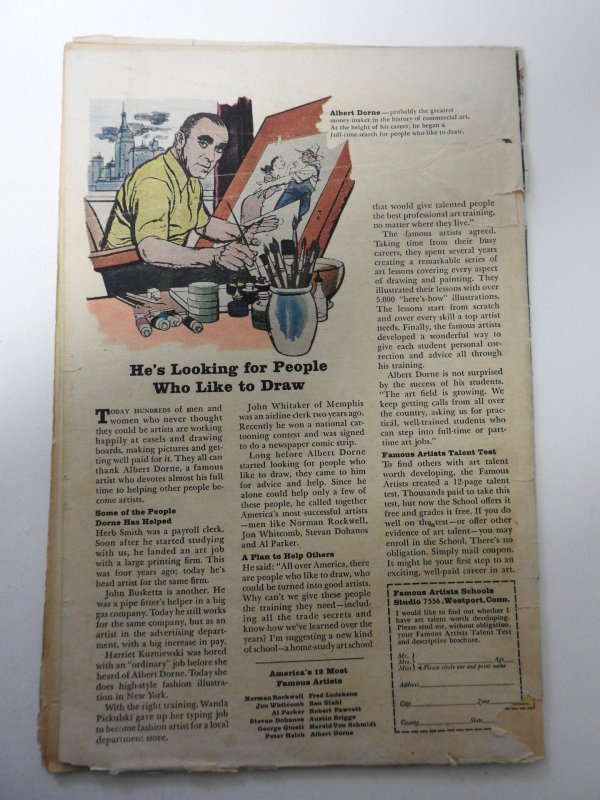 Albert Dorne — probably the greatest
money-maker in the history of commercial art.
At the height of his career, he began a
full-time search for people who like to draw.
He's Looking for People
Who Like to Draw
TODAY HUNDREDS of men and
women who never thought
they could be artists are working
happily at easels and drawing
boards, making pictures and get-
ting well paid for it. They can
thank Albert Dorne, a famous
artist who devotes almost his full
time to helping other people be-
come artists.
Some of the People
Dorne Has Helped
Herb Smith was a payroll clerk.
Soon after he started studying
with us, he landed an art job
with a large printing firm. This
was four years ago; today he's
head artist for the same firm.
John Busketta is another. He
was a pipe fitter's helper in a big
gas company. Today he still works
for the same company, but as an
artist in the advertising depart-
ment, with a big increase in pay.
Harriet Kuzniewski was bored
with an "ordinary" job before she
heard of Albert Dorne. Today she
does high-style fashion illustra-
tion in New York.
With the right training, Wanda
Pickulski gave up her typing job
to become fashion artist for a local
department store.
John Whitaker of Memphis
was an airline clerk two years ago.
Recently he won a national car-
tooning contest and was signed
to do a newspaper comic strip.
Long before Albert Dorne
started looking for people who
like to draw, they came to him
for advice and help. Since he
alone could help only a few of
these people, he called together
America's most successful artists
—men like Norman Rockwell,
Jon Whitcomb, Stevan Dohanos
and Al Parker.
A Plan to Help Others
He said: "All over America, there
are people who like to draw, who
could be turned into good artists.
Why can't we give these people
the training they need—includ-
ing all the trade secrets and
know-how we've learned over the
years? I'm suggesting a new kind
of school—a home-study art school
America's 12 Most
Famous Artists
Norman Rockwell Fred Ludekens
Jon Whitcomb Ben Stahl
Al Parker Robert Fawcett
Stevan Dohanos Austin Briggs
George Giusti Harold Von Schmidt
Peter Helck Albert Dorne
that would give talented people
the best professional art training,
no matter where they live."
The famous artists agreed.
Taking time from their busy
careers, they spent several years
creating a remarkable series of
art lessons covering every aspect
of drawing and painting. They
illustrated their lessons with over
5,000 "here's-how" illustrations.
The lessons start from scratch
and cover every skill a top artist
needs. Finally, the famous artists
developed a wonderful way to
give each student personal cor-
rection and advice all through
his training.
Albert Dorne is not surprised
by the success of his students.
"The art field is growing. We
keep getting calls from all over
the country, asking us for prac-
tical, well-trained students who
can step into full-time or part-
time art jobs."
Famous Artists Talent Test
To find others with art talent
worth developing, the Famous
Artists created a 12-page talent
test. Thousands paid to take this
test, but now the School offers it
free and grades it free. If you do
well on the test—or offer other
evidence of art talent—you may
enroll in the School. There's no
obligation. Simply mail coupon.
It might be your first step to an
exciting, well-paid career in art.
Famous Artists Schools
Studio 7556, Westport, Conn.
I would like to find out whether I
have art talent worth developing.
Please send me, without obligation,
your Famous Artists Talent Test
and descriptive brochure.
Mr.
Mrs. Age
Miss Please circle one and print name
Address
City Zone
County State